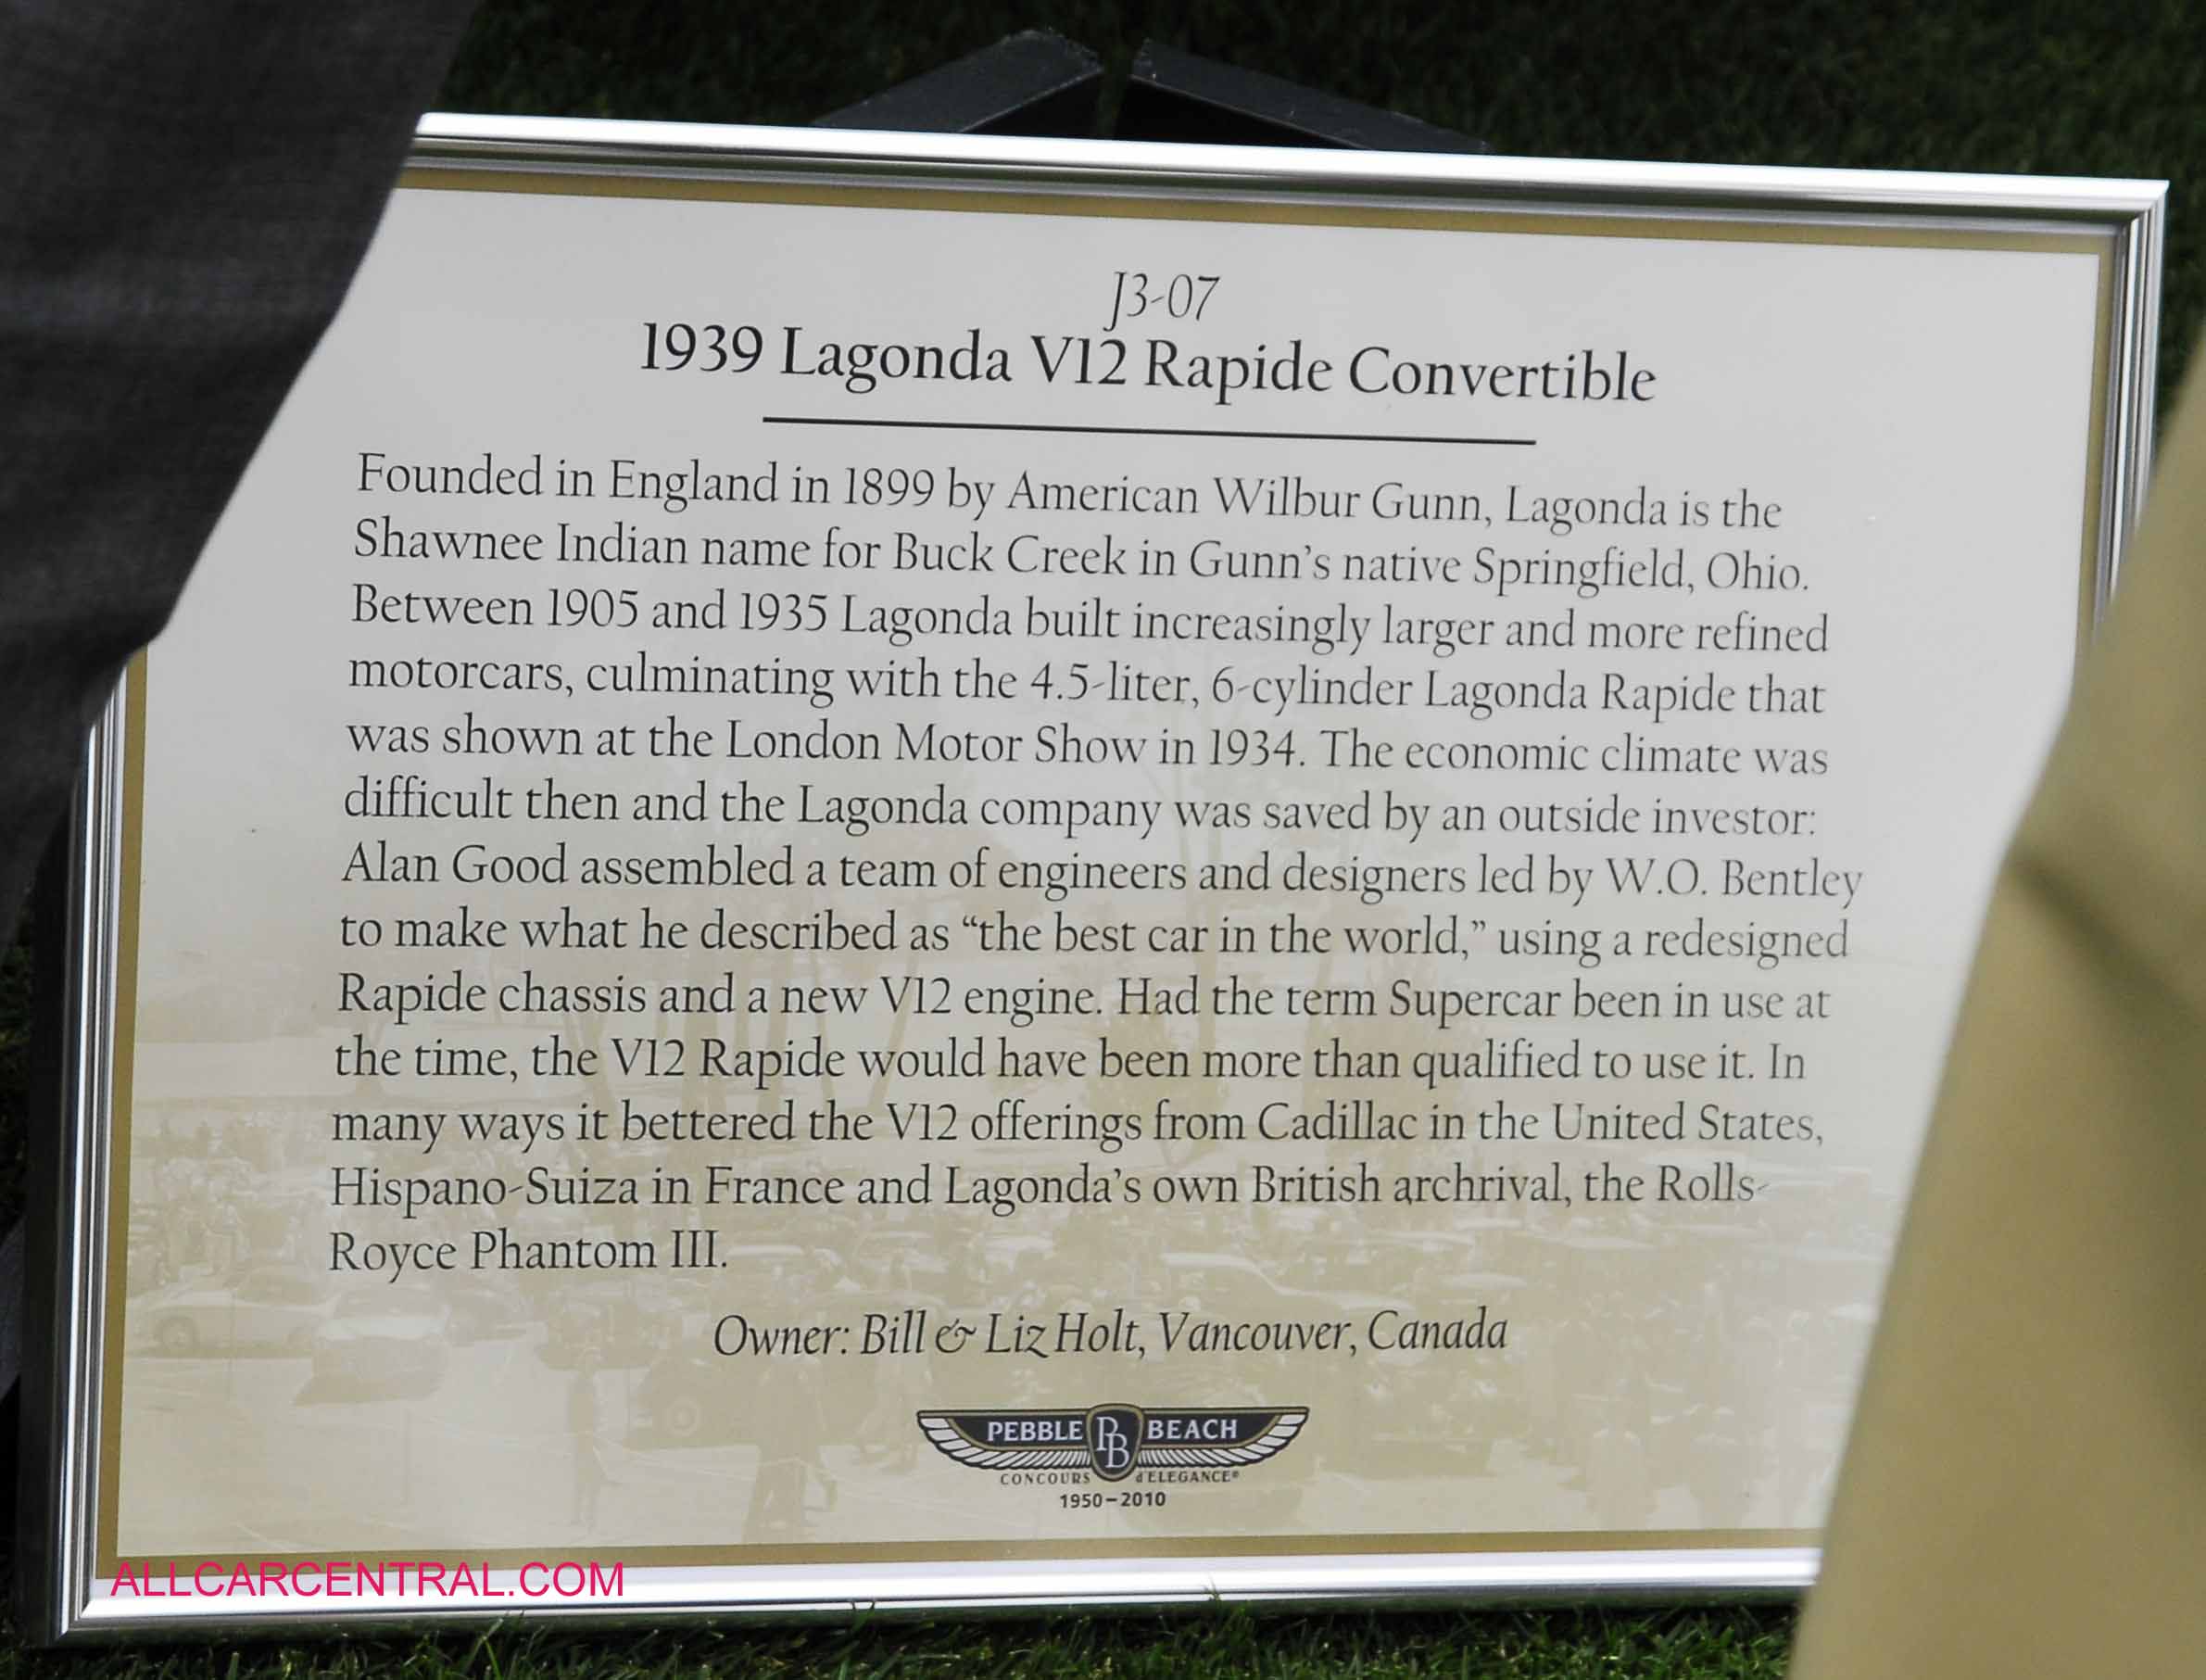 J3-07
1939 Lagonda V12 Rapide Convertible
Founded in England in 1899 by American Wilbur Gunn, Lagonda is the
Shawnee Indian name for Buck Creek in Gunn's native Springfield, Ohio.
Between 1905 and 1935 Lagonda built increasingly larger and more refined
motorcars, culminating with the 4.5-liter, 6-cylinder Lagonda Rapide that
was shown at the London Motor Show in 1934. The economic climate was
difficult then and the Lagonda company was saved by an outside investor:
Alan Good assembled a team of engineers and designers led by W.O. Bentley
to make what he described as “the best car in the world,” using a redesigned
Rapide chassis and a new V12 engine. Had the term Supercar been in use at
the time, the V12 Rapide would have been more than qualified to use it. In
many ways it bettered the V12 offerings from Cadillac in the United States,
Hispano-Suiza in France and Lagonda's own British archrival, the Rolls-
Royce Phantom III.
Owner: Bill & Liz Holt, Vancouver, Canada
PEBBLE PB BEACH
CONCOURS d'ELEGANCE®
1950–2010
ALLCARCENTRAL.COM